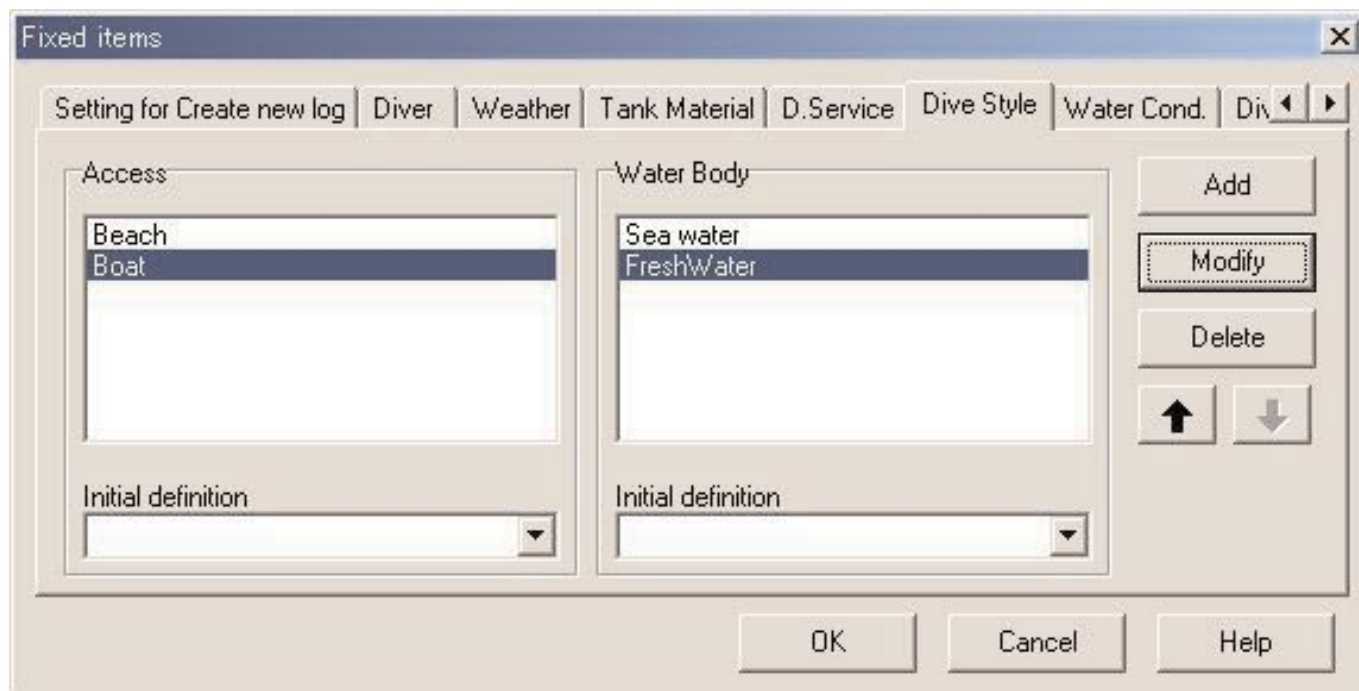 Fixed items
Setting for Create new log Diver Weather Tank Material D.Service Dive Style Water Cond.
Access
Beach
Boat
Initial definition
Water Body
Sea water
FreshWater
Initial definition
Add
Modify
Delete
OK Cancel Help